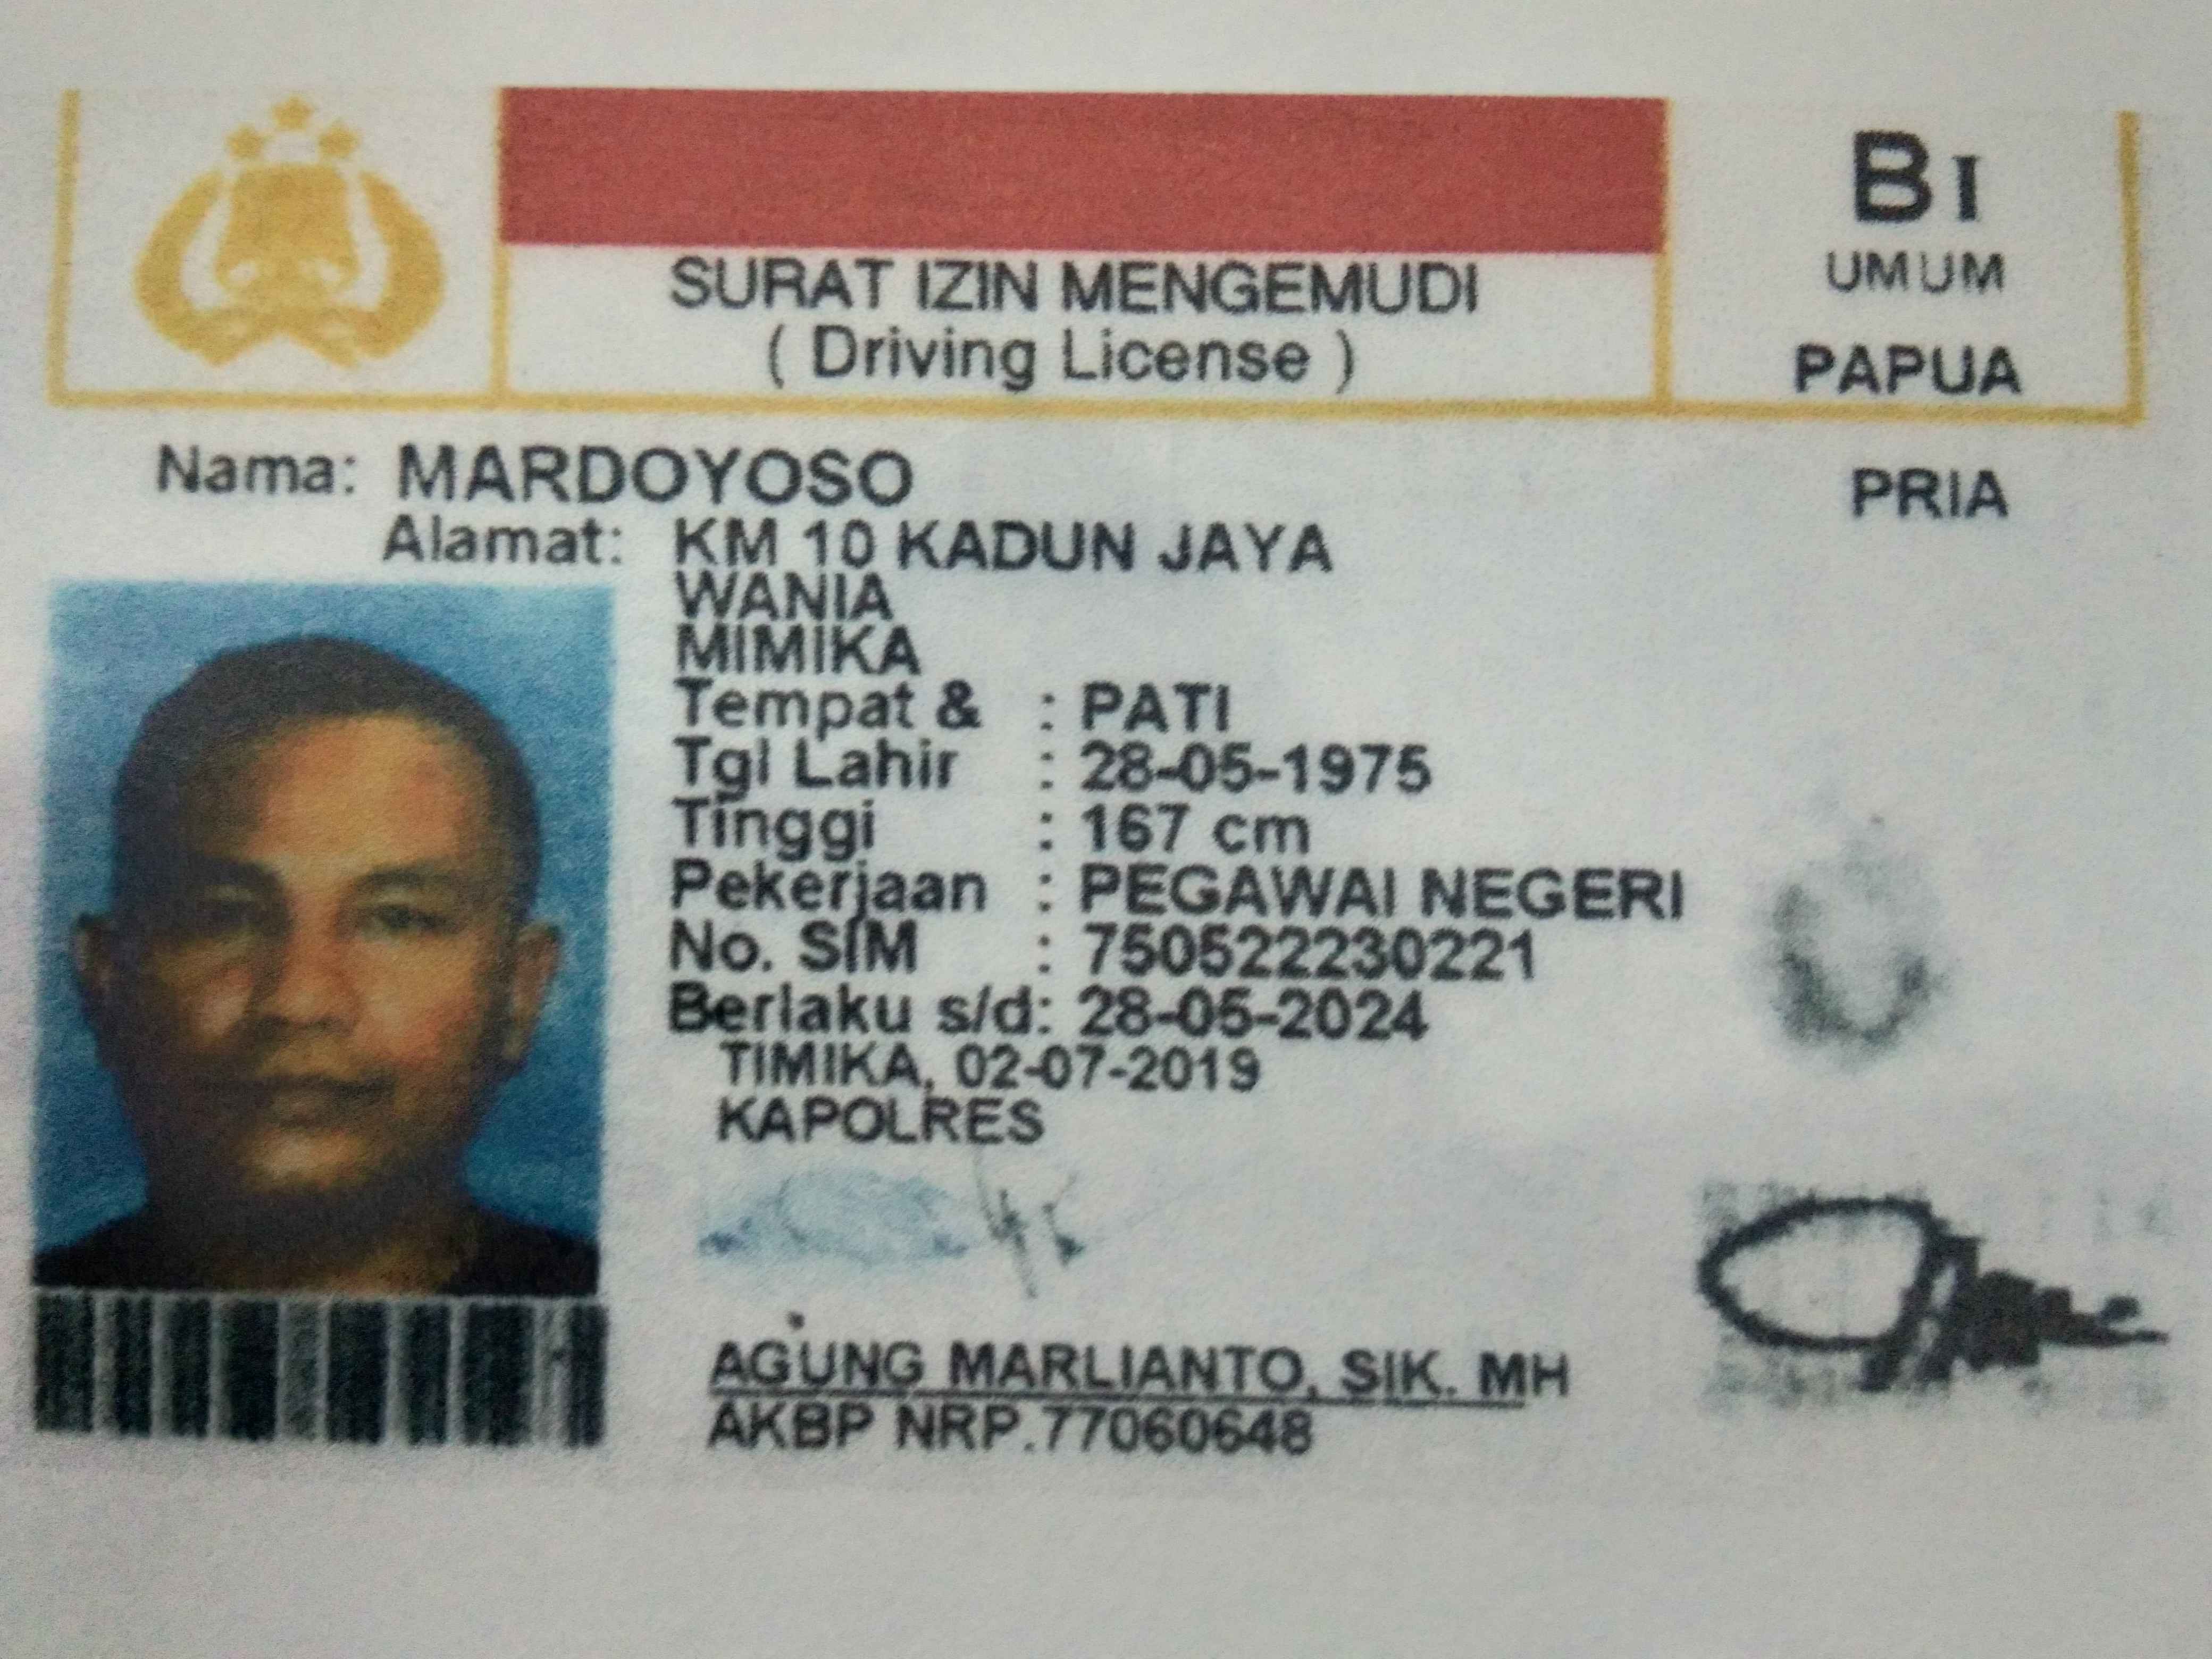 SURAT IZIN MENGEMUDI
( Driving License )
BI
UMUM
PAPUA
Nama: MARDOYOSO
PRIA
Alamat: KM 10 KADUN JAYA
WANIA
MIMIKA
Tempat & : PATI
Tgl Lahir : 28-05-1975
Tinggi : 167 cm
Pekerjaan : PEGAWAI NEGERI
No. SIM : 750522230221
Berlaku s/d: 28-05-2024
TIMIKA, 02-07-2019
KAPOLRES
AGUNG MARLIANTO, SIK. MH
AKBP NRP.77060648